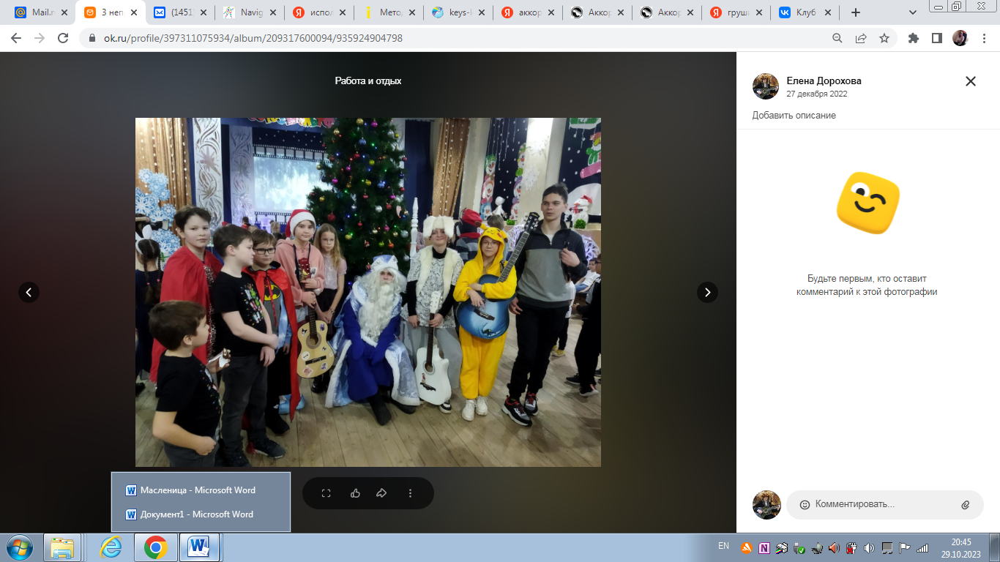 Mail.r
3 неп
(1451
Navig
испол
Мето
keys-l
аккор
Аккор
Аккор
груш
Клуб
ok.ru/profile/397311075934/album/209317600094/935924904798
Работа и отдых
Елена Дорохова
27 декабря 2022
Добавить описание
Будьте первым, кто оставит
комментарий к этой фотографии
Масленица - Microsoft Word
Документ1 - Microsoft Word
Комментировать...
EN
20:45
29.10.2023